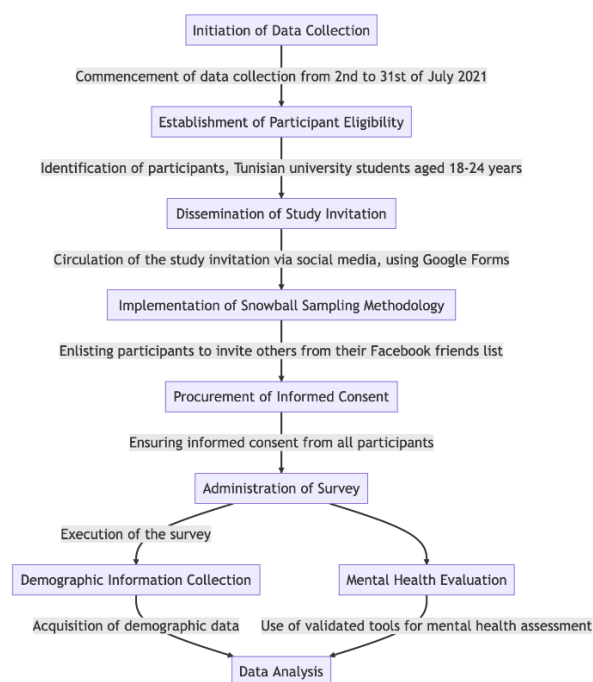 Initiation of Data Collection
Commencement of data collection from 2nd to 31st of July 2021
Establishment of Participant Eligibility
Identification of participants, Tunisian university students aged 18-24 years
Dissemination of Study Invitation
Circulation of the study invitation via social media, using Google Forms
Implementation of Snowball Sampling Methodology
Enlisting participants to invite others from their Facebook friends list
Procurement of Informed Consent
Ensuring informed consent from all participants
Administration of Survey
Execution of the survey
Demographic Information Collection
Mental Health Evaluation
Acquisition of demographic data
Use of validated tools for mental health assessment
Data Analysis